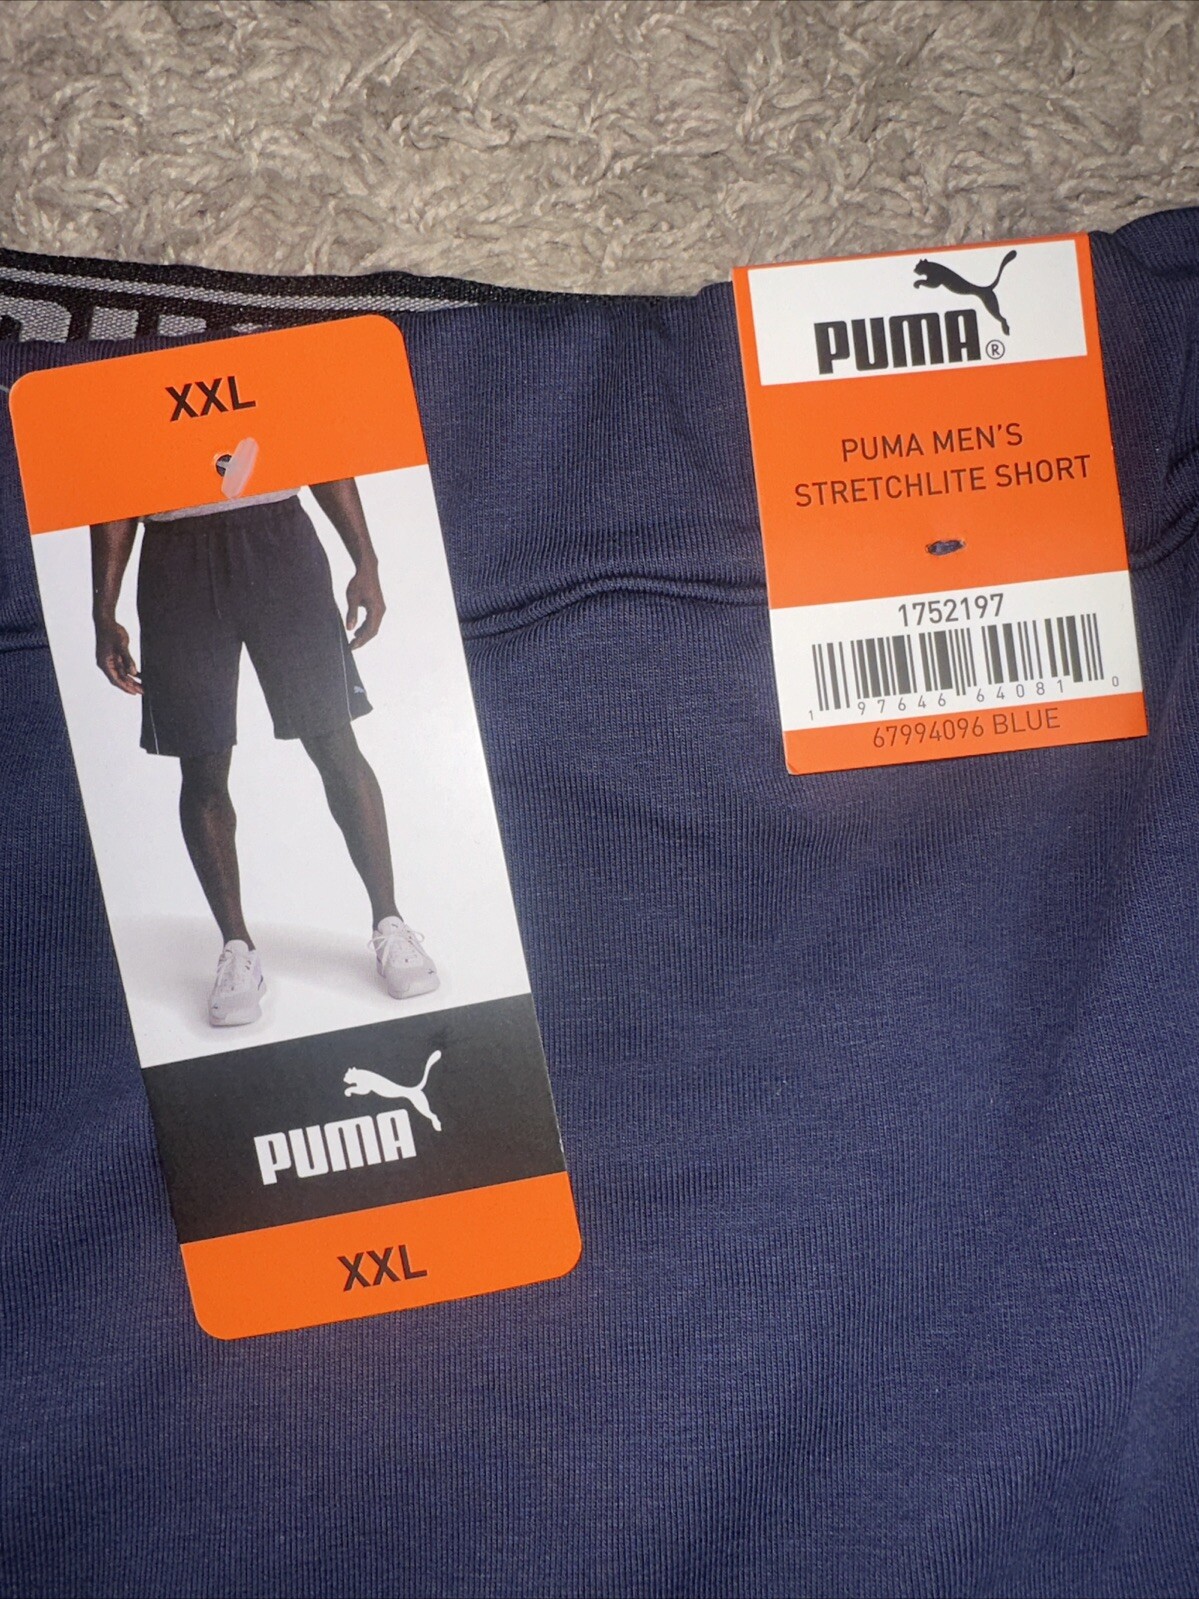 XXL
PUMA
XXL
PUMA®
PUMA MEN'S
STRETCHLITE SHORT
1752197
1 97646 64081 0
67994096 BLUE